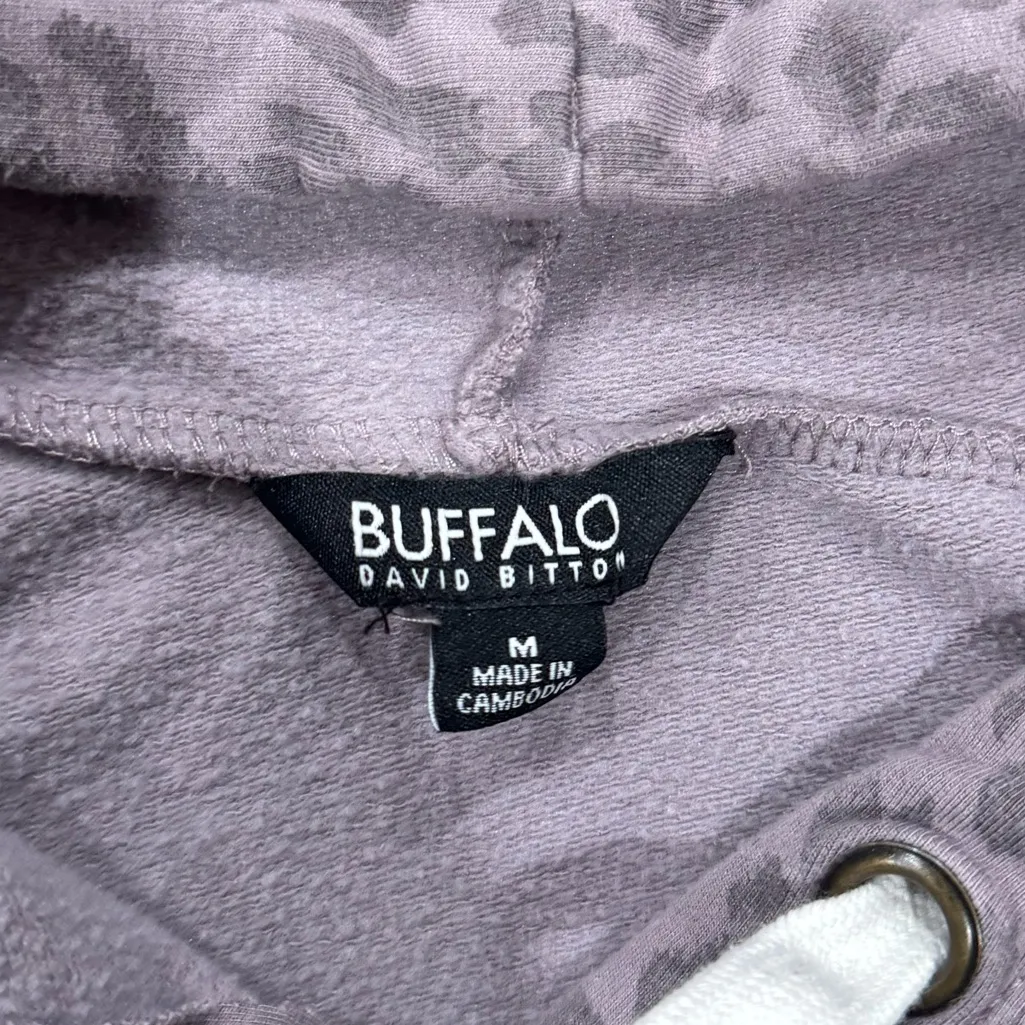 BUFFALO
DAVID BITTON
M
MADE IN
CAMBODIA